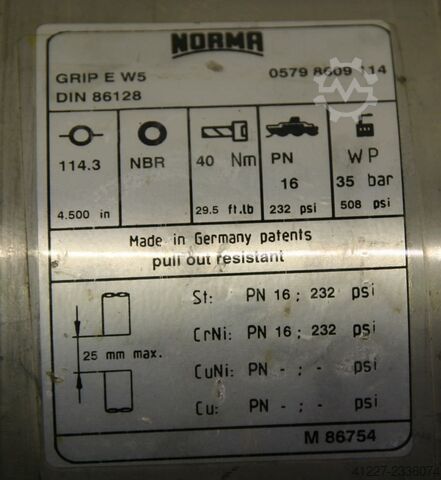 NORMA
GRIP E W5 0579 8609 114
DIN 86128
114.3 NBR 40 Nm PN WP
16 35 bar
4.500 in 29.5 ft.lb 232 psi 508 psi
Made in Germany patents
pull out resistant
St: PN 16 ; 232 psi
CrNi: PN 16 ; 232 psi
25 mm max.
CuNi: PN - ; - psi
Cu: PN - ; - psi
M 86754